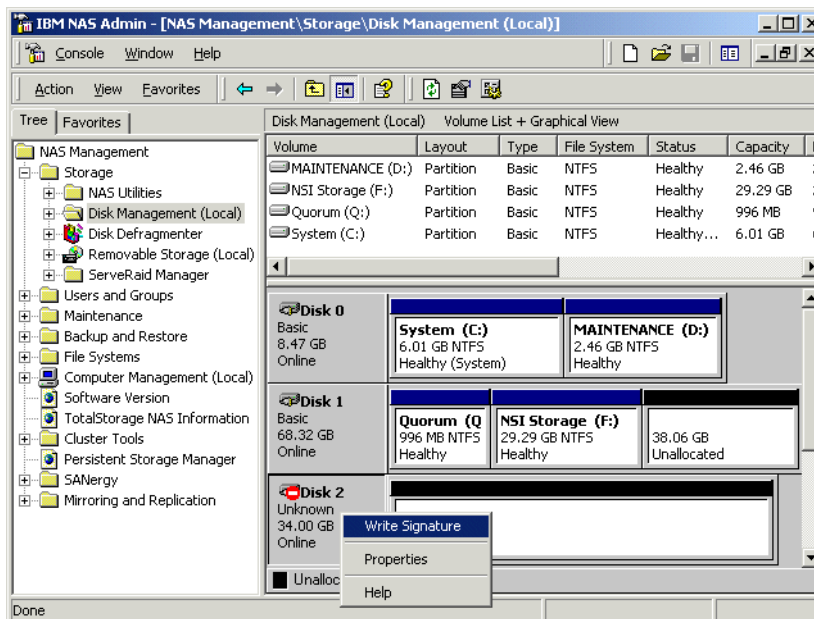 IBM NAS Admin - [NAS Management\Storage\Disk Management (Local)]
Console Window Help
Action View Favorites
Tree Favorites
Disk Management (Local) Volume List + Graphical View
NAS Management
Storage
NAS Utilities
Disk Management (Local)
Disk Defragmenter
Removable Storage (Local)
ServeRaid Manager
Users and Groups
Maintenance
Backup and Restore
File Systems
Computer Management (Local)
Software Version
TotalStorage NAS Information
Cluster Tools
Persistent Storage Manager
SANergy
Mirroring and Replication
Volume Layout Type File System Status Capacity
MAINTENANCE (D:) Partition Basic NTFS Healthy 2.46 GB
NSI Storage (F:) Partition Basic NTFS Healthy 29.29 GB
Quorum (Q:) Partition Basic NTFS Healthy 996 MB
System (C:) Partition Basic NTFS Healthy... 6.01 GB
Disk 0
Basic
8.47 GB
Online
System (C:)
6.01 GB NTFS
Healthy (System)
MAINTENANCE (D:)
2.46 GB NTFS
Healthy
Disk 1
Basic
68.32 GB
Online
Quorum (Q
996 MB NTFS
Healthy
NSI Storage (F:)
29.29 GB NTFS
Healthy
38.06 GB
Unallocated
Disk 2
Unknown
34.00 GB
Online
Write Signature
Properties
Help
Unalloc
Done